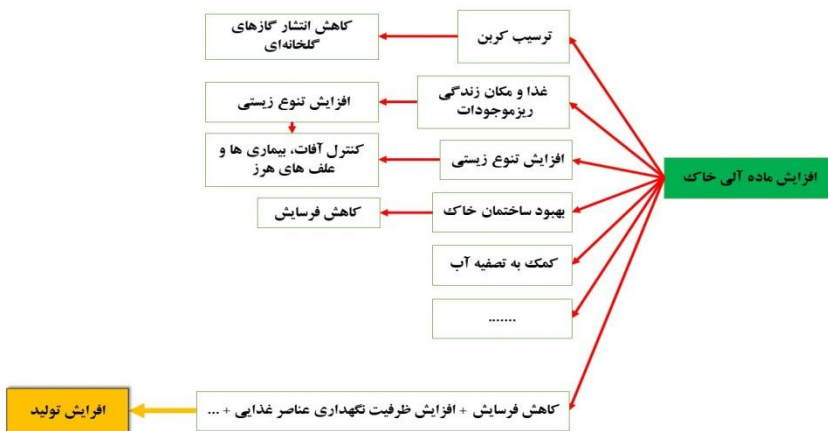 افزایش ماده آلی خاک
ترسیب کربن
کاهش انتشار گازهای
گلخانه‌ای
غذا و مکان زندگی
ریزموجودات
افزایش تنوع زیستی
افزایش تنوع زیستی
کنترل آفات، بیماری ها و
علف های هرز
بهبود ساختمان خاک
کاهش فرسایش
کمک به تصفیه آب
.......
کاهش فرسایش + افزایش ظرفیت نگهداری عناصر غذایی + ...
افرایش تولید